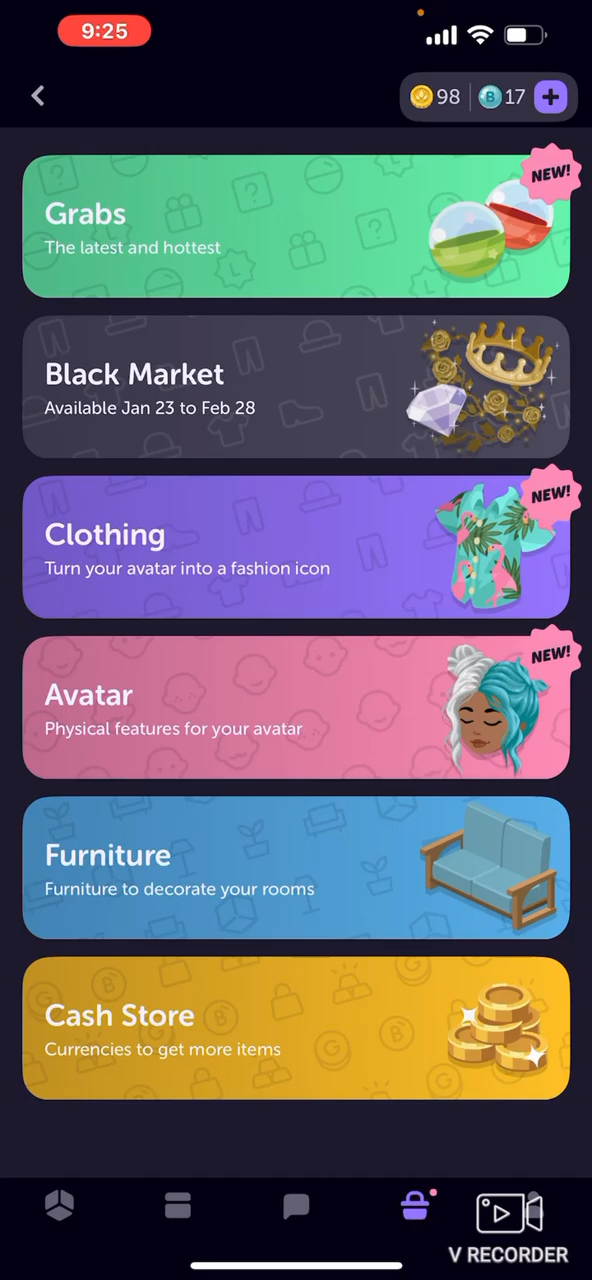 9:25
98
B 17 +
NEW!
Grabs
The latest and hottest
Black Market
Available Jan 23 to Feb 28
NEW!
Clothing
Turn your avatar into a fashion icon
NEW!
Avatar
Physical features for your avatar
Furniture
Furniture to decorate your rooms
Cash Store
Currencies to get more items
V RECORDER